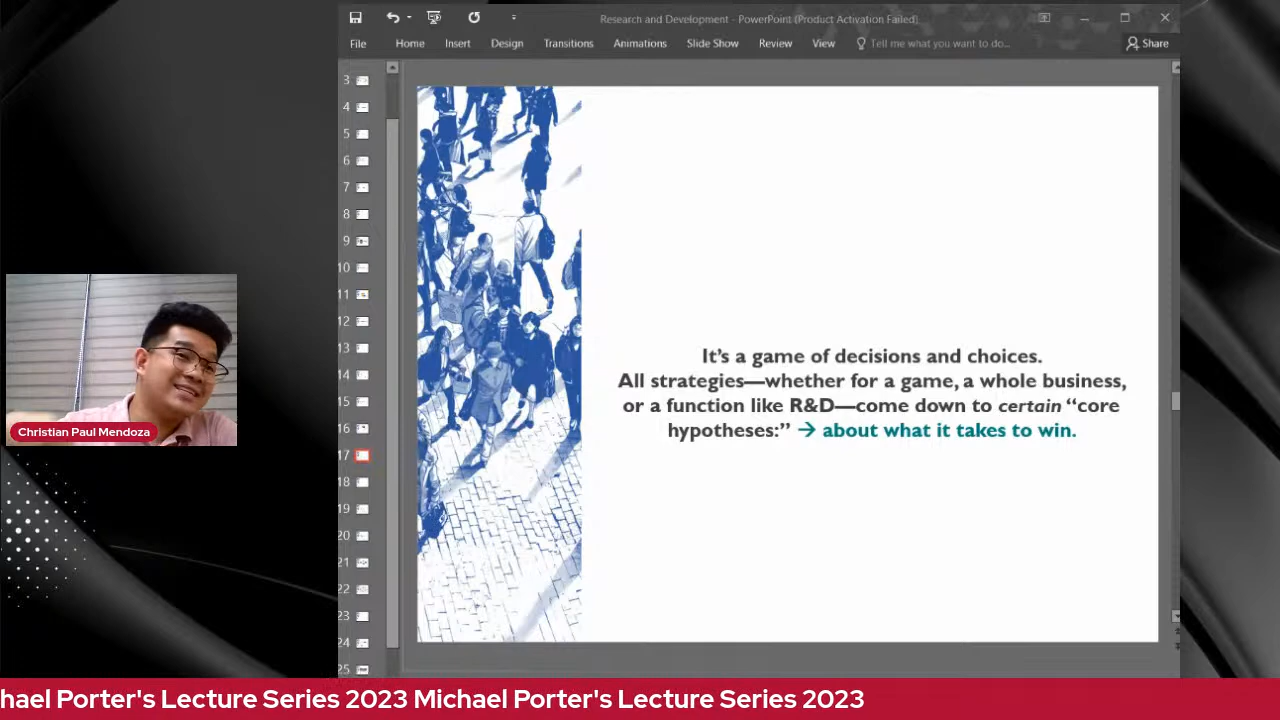 Research and Development - PowerPoint (Product Activation Failed)
File Home Insert Design Transitions Animations Slide Show Review View Tell me what you want to do... Share
3
4
5
6
7
8
9
10
11
12
13
14
15
16
17
18
19
20
21
22
23
24
25
It's a game of decisions and choices.
All strategies—whether for a game, a whole business,
or a function like R&D—come down to certain “core
hypotheses:” → about what it takes to win.
Christian Paul Mendoza
hael Porter's Lecture Series 2023 Michael Porter's Lecture Series 2023